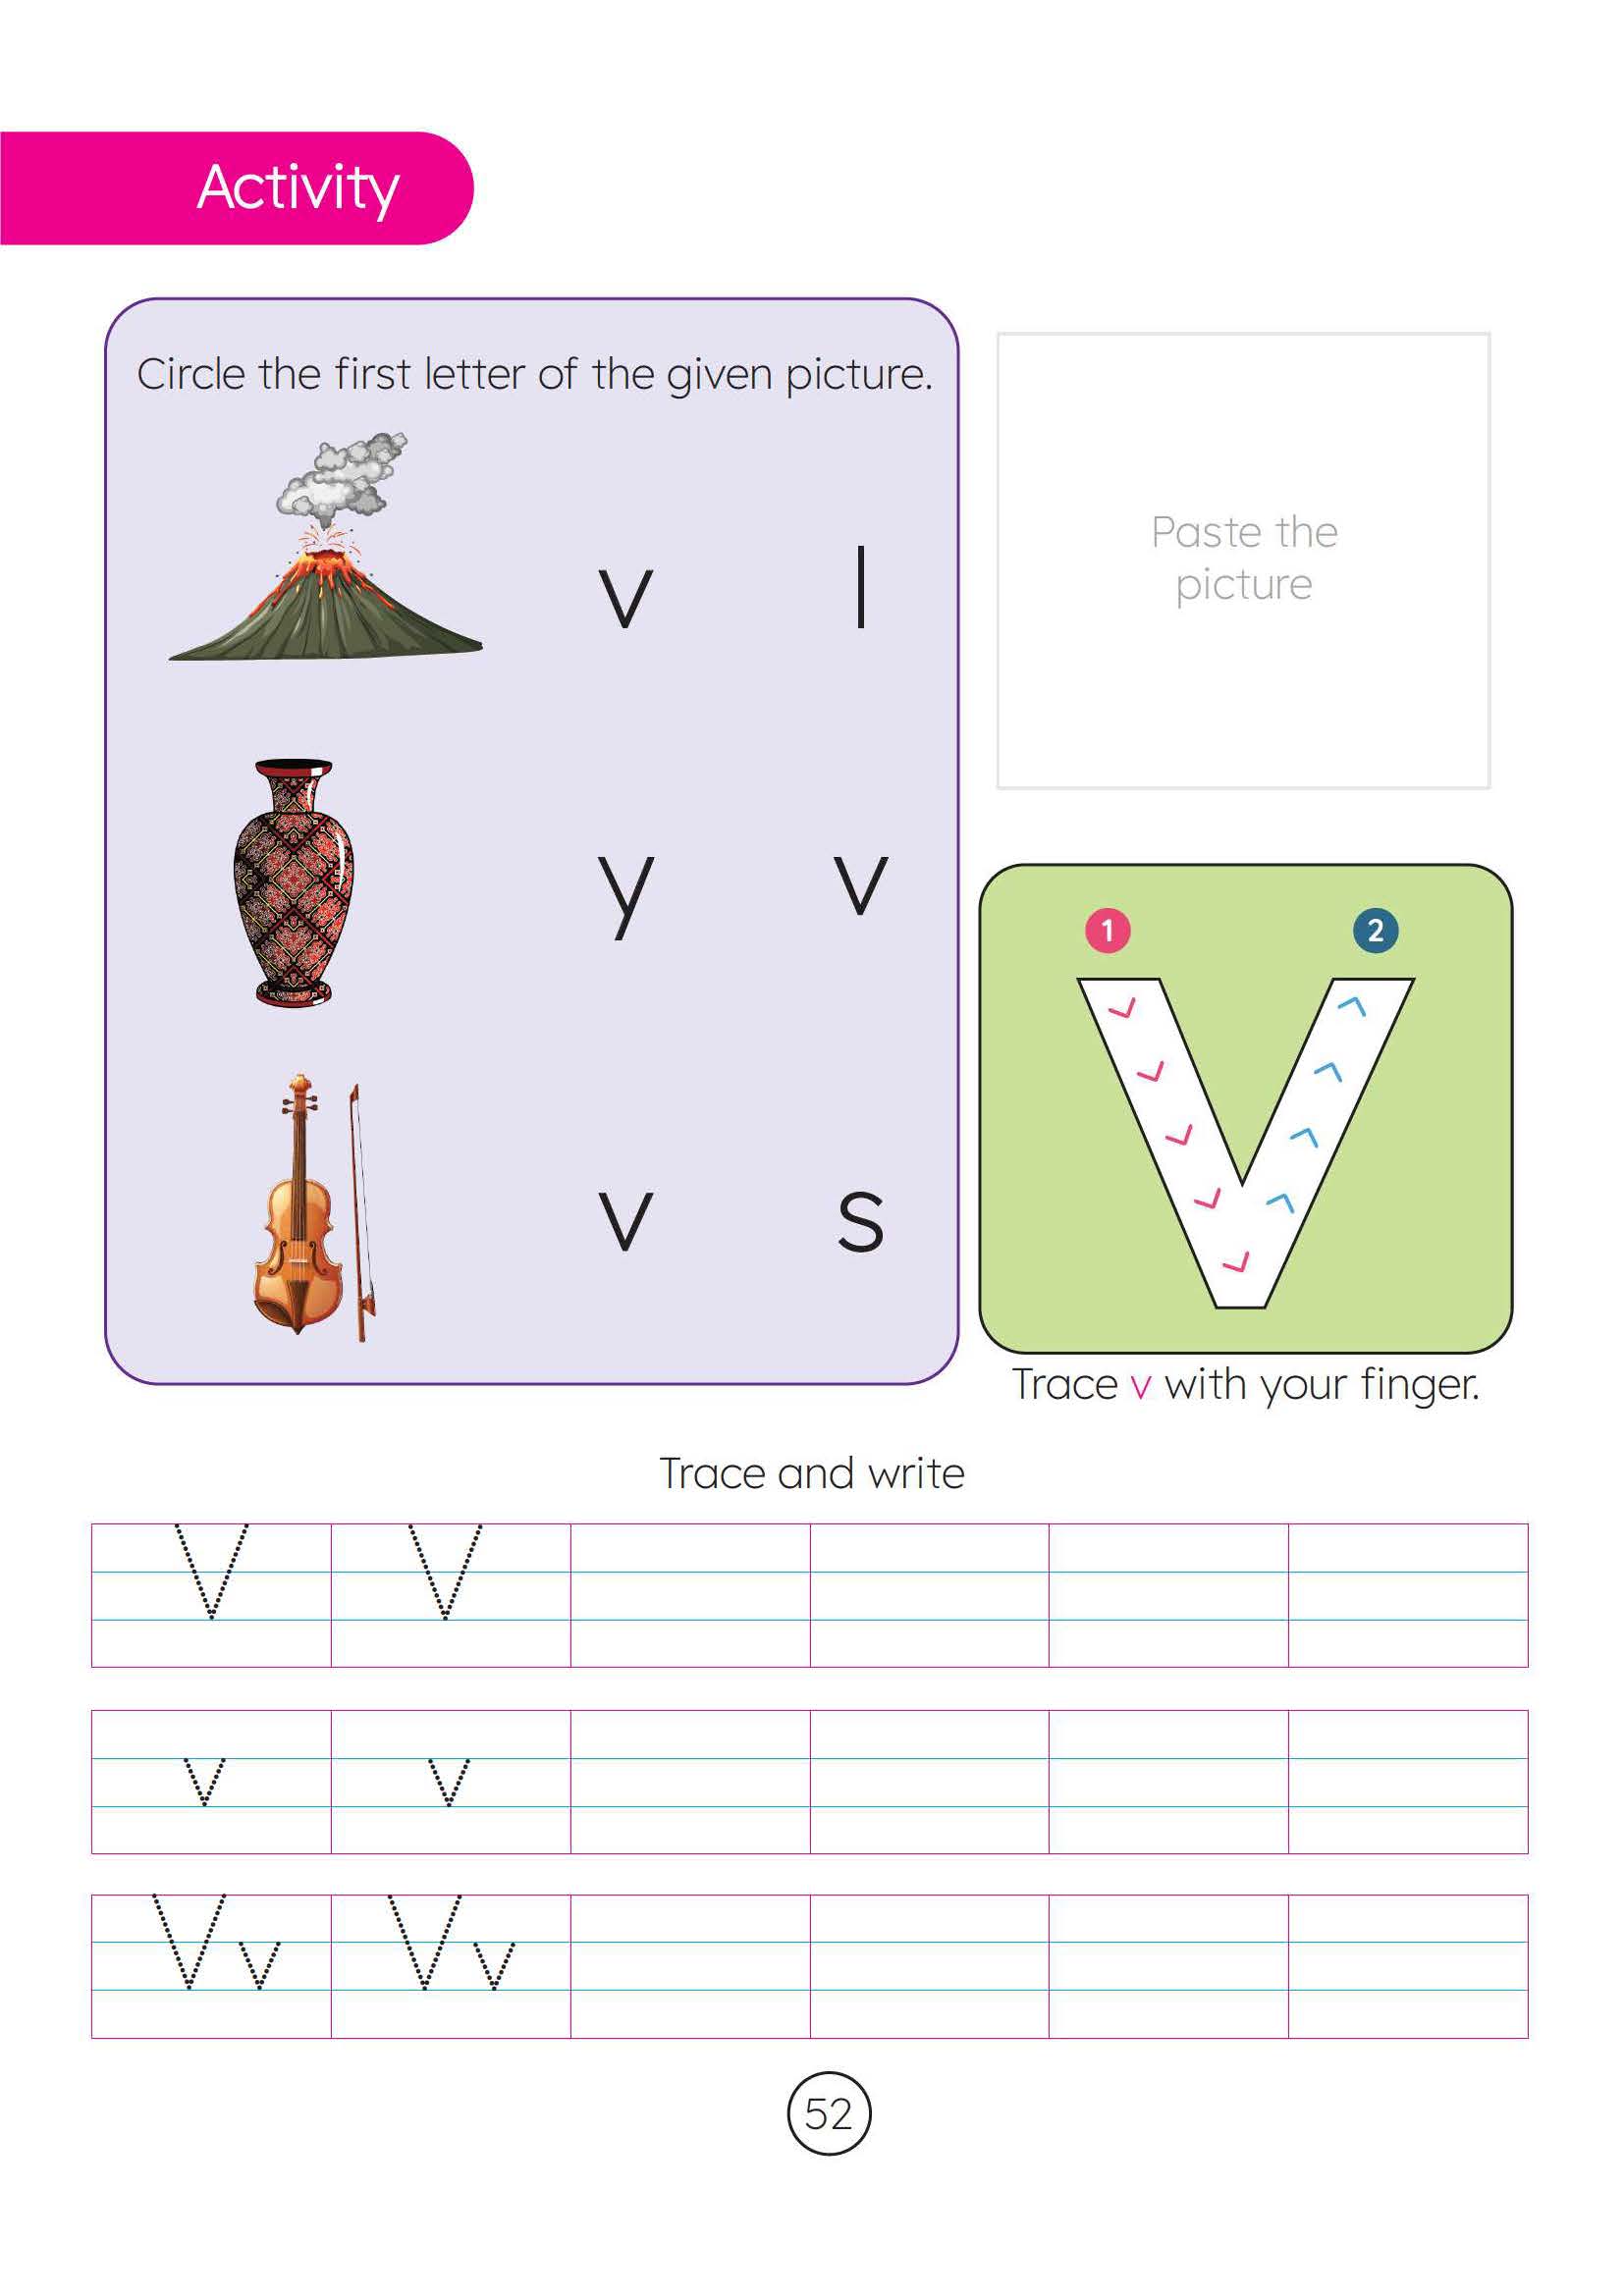 Activity
Circle the first letter of the given picture.
v l
y v
v s
Paste the
picture
1 2
V
Trace v with your finger.
Trace and write
V V
v v
Vv Vv
52